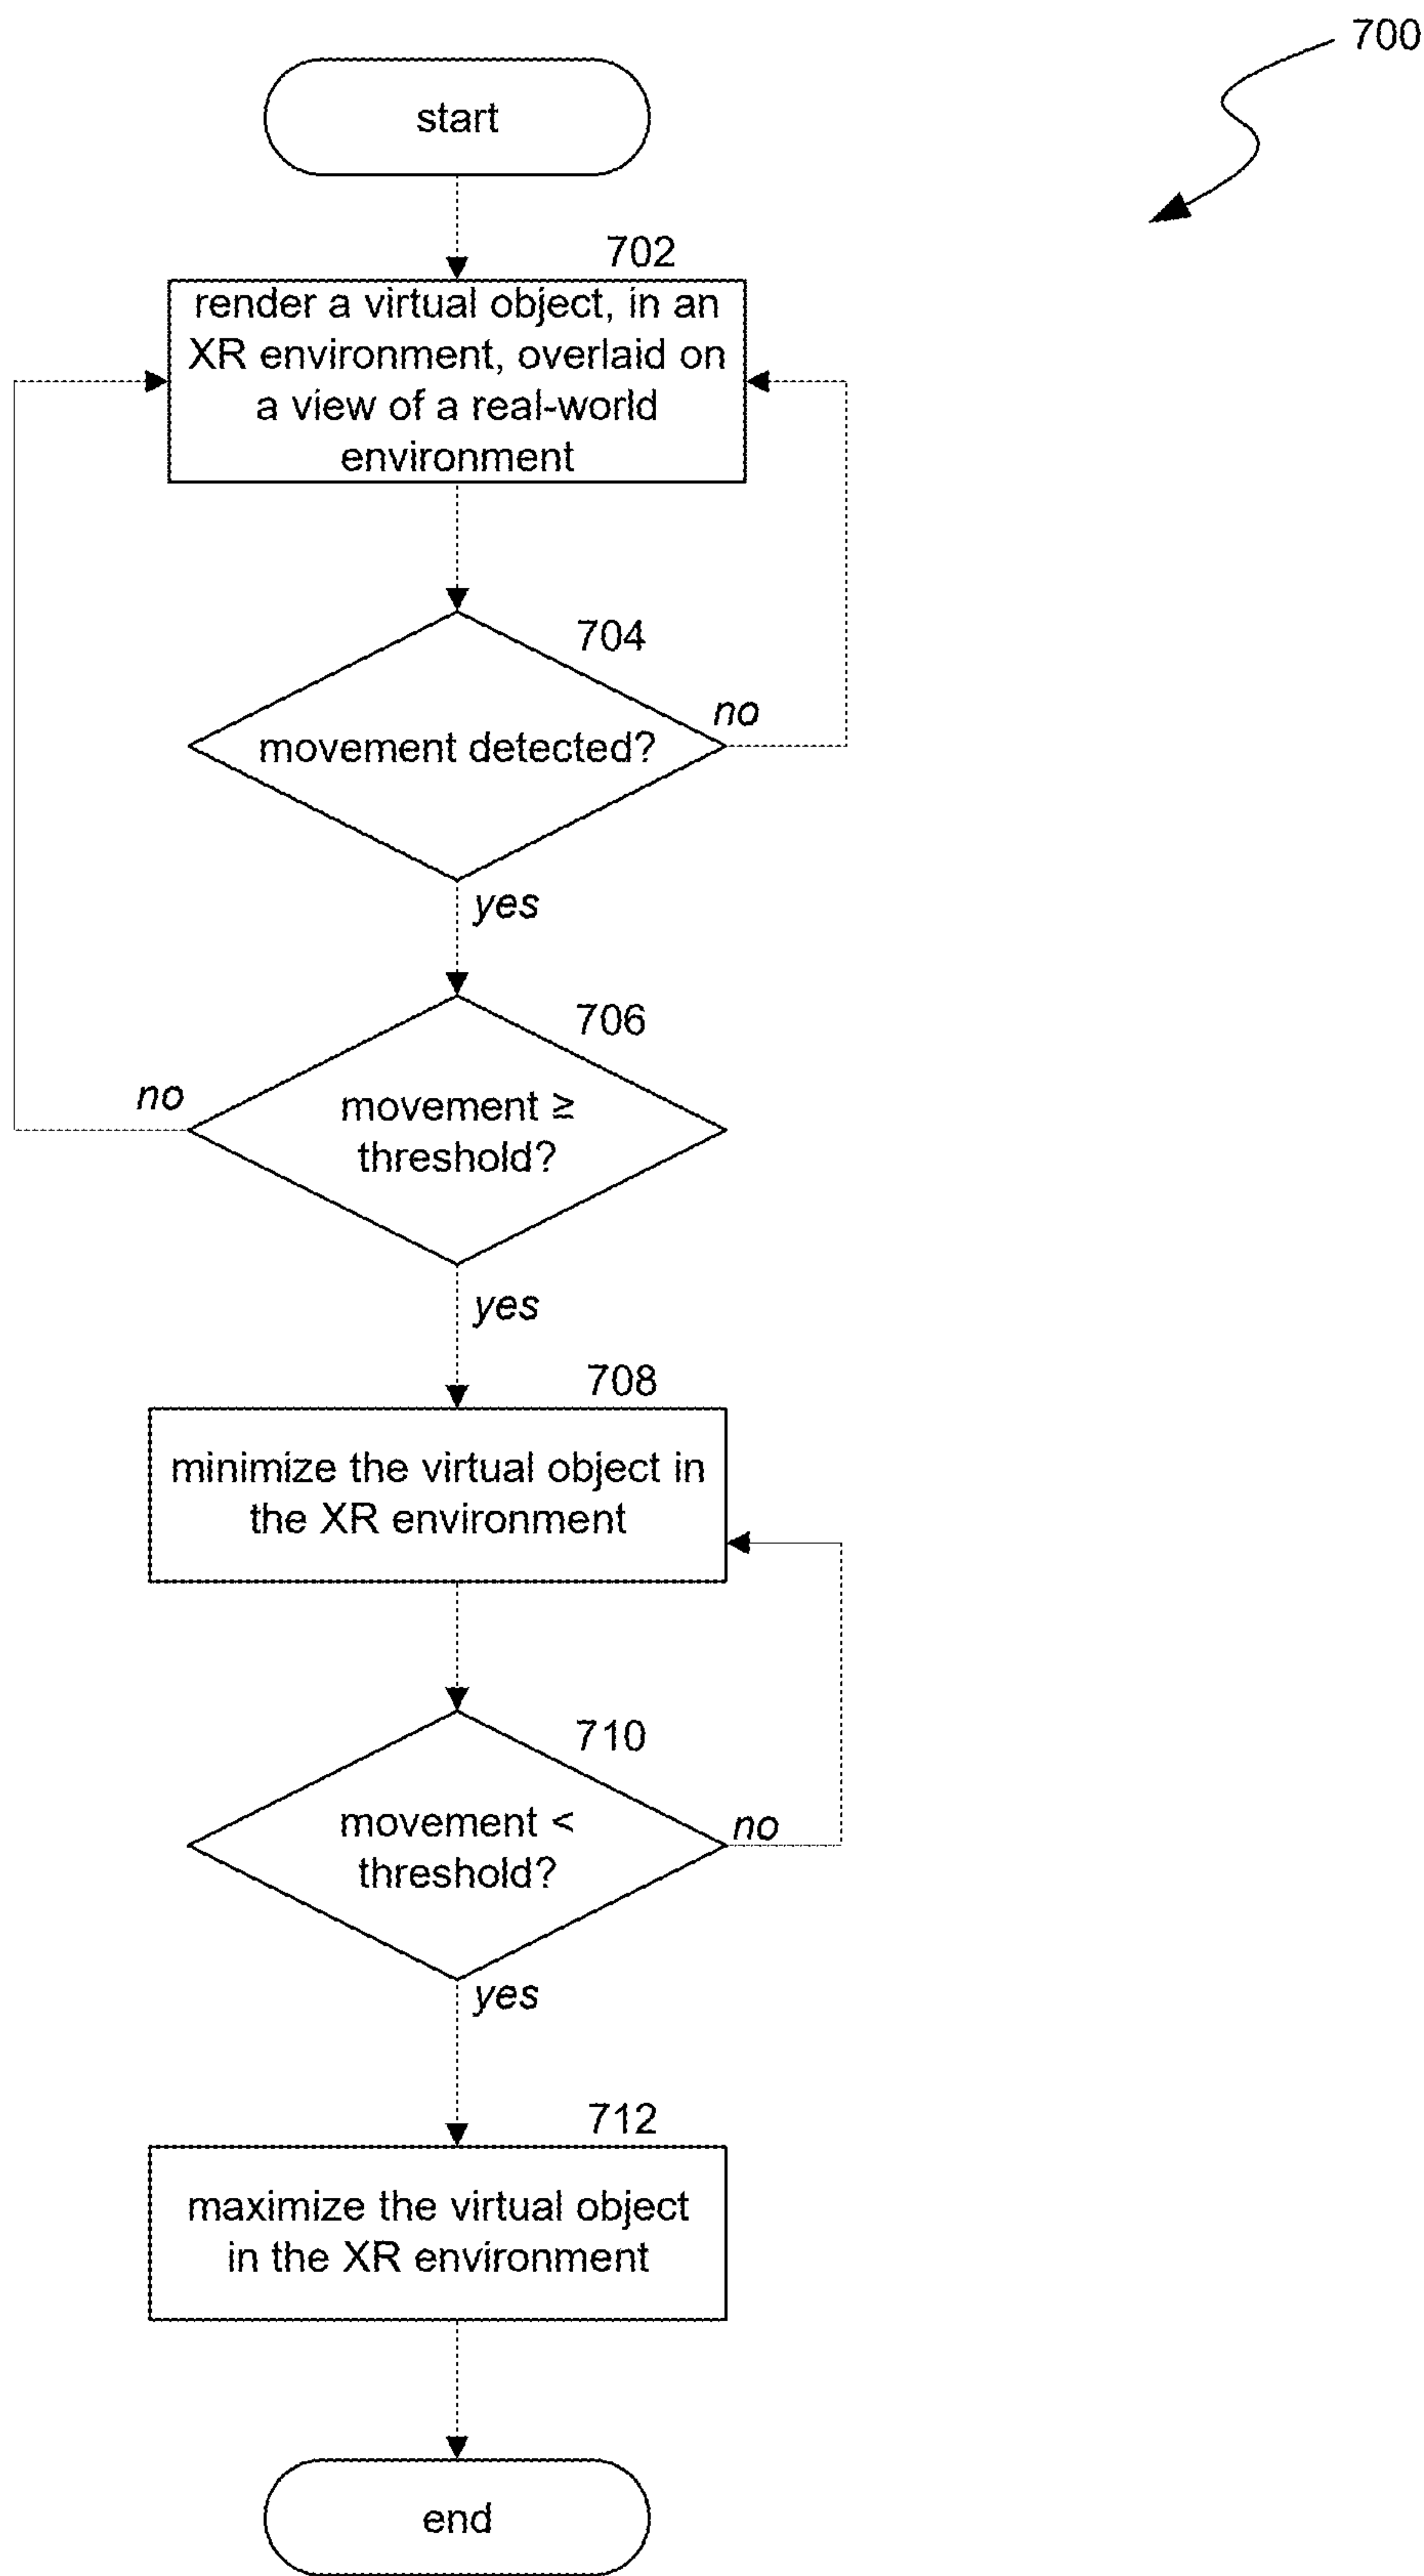 700
start
702
render a virtual object, in an
XR environment, overlaid on
a view of a real-world
environment
704
no
movement detected?
yes
706
no
movement ≥
threshold?
yes
708
minimize the virtual object in
the XR environment
710
movement <
no
threshold?
yes
712
maximize the virtual object
in the XR environment
end